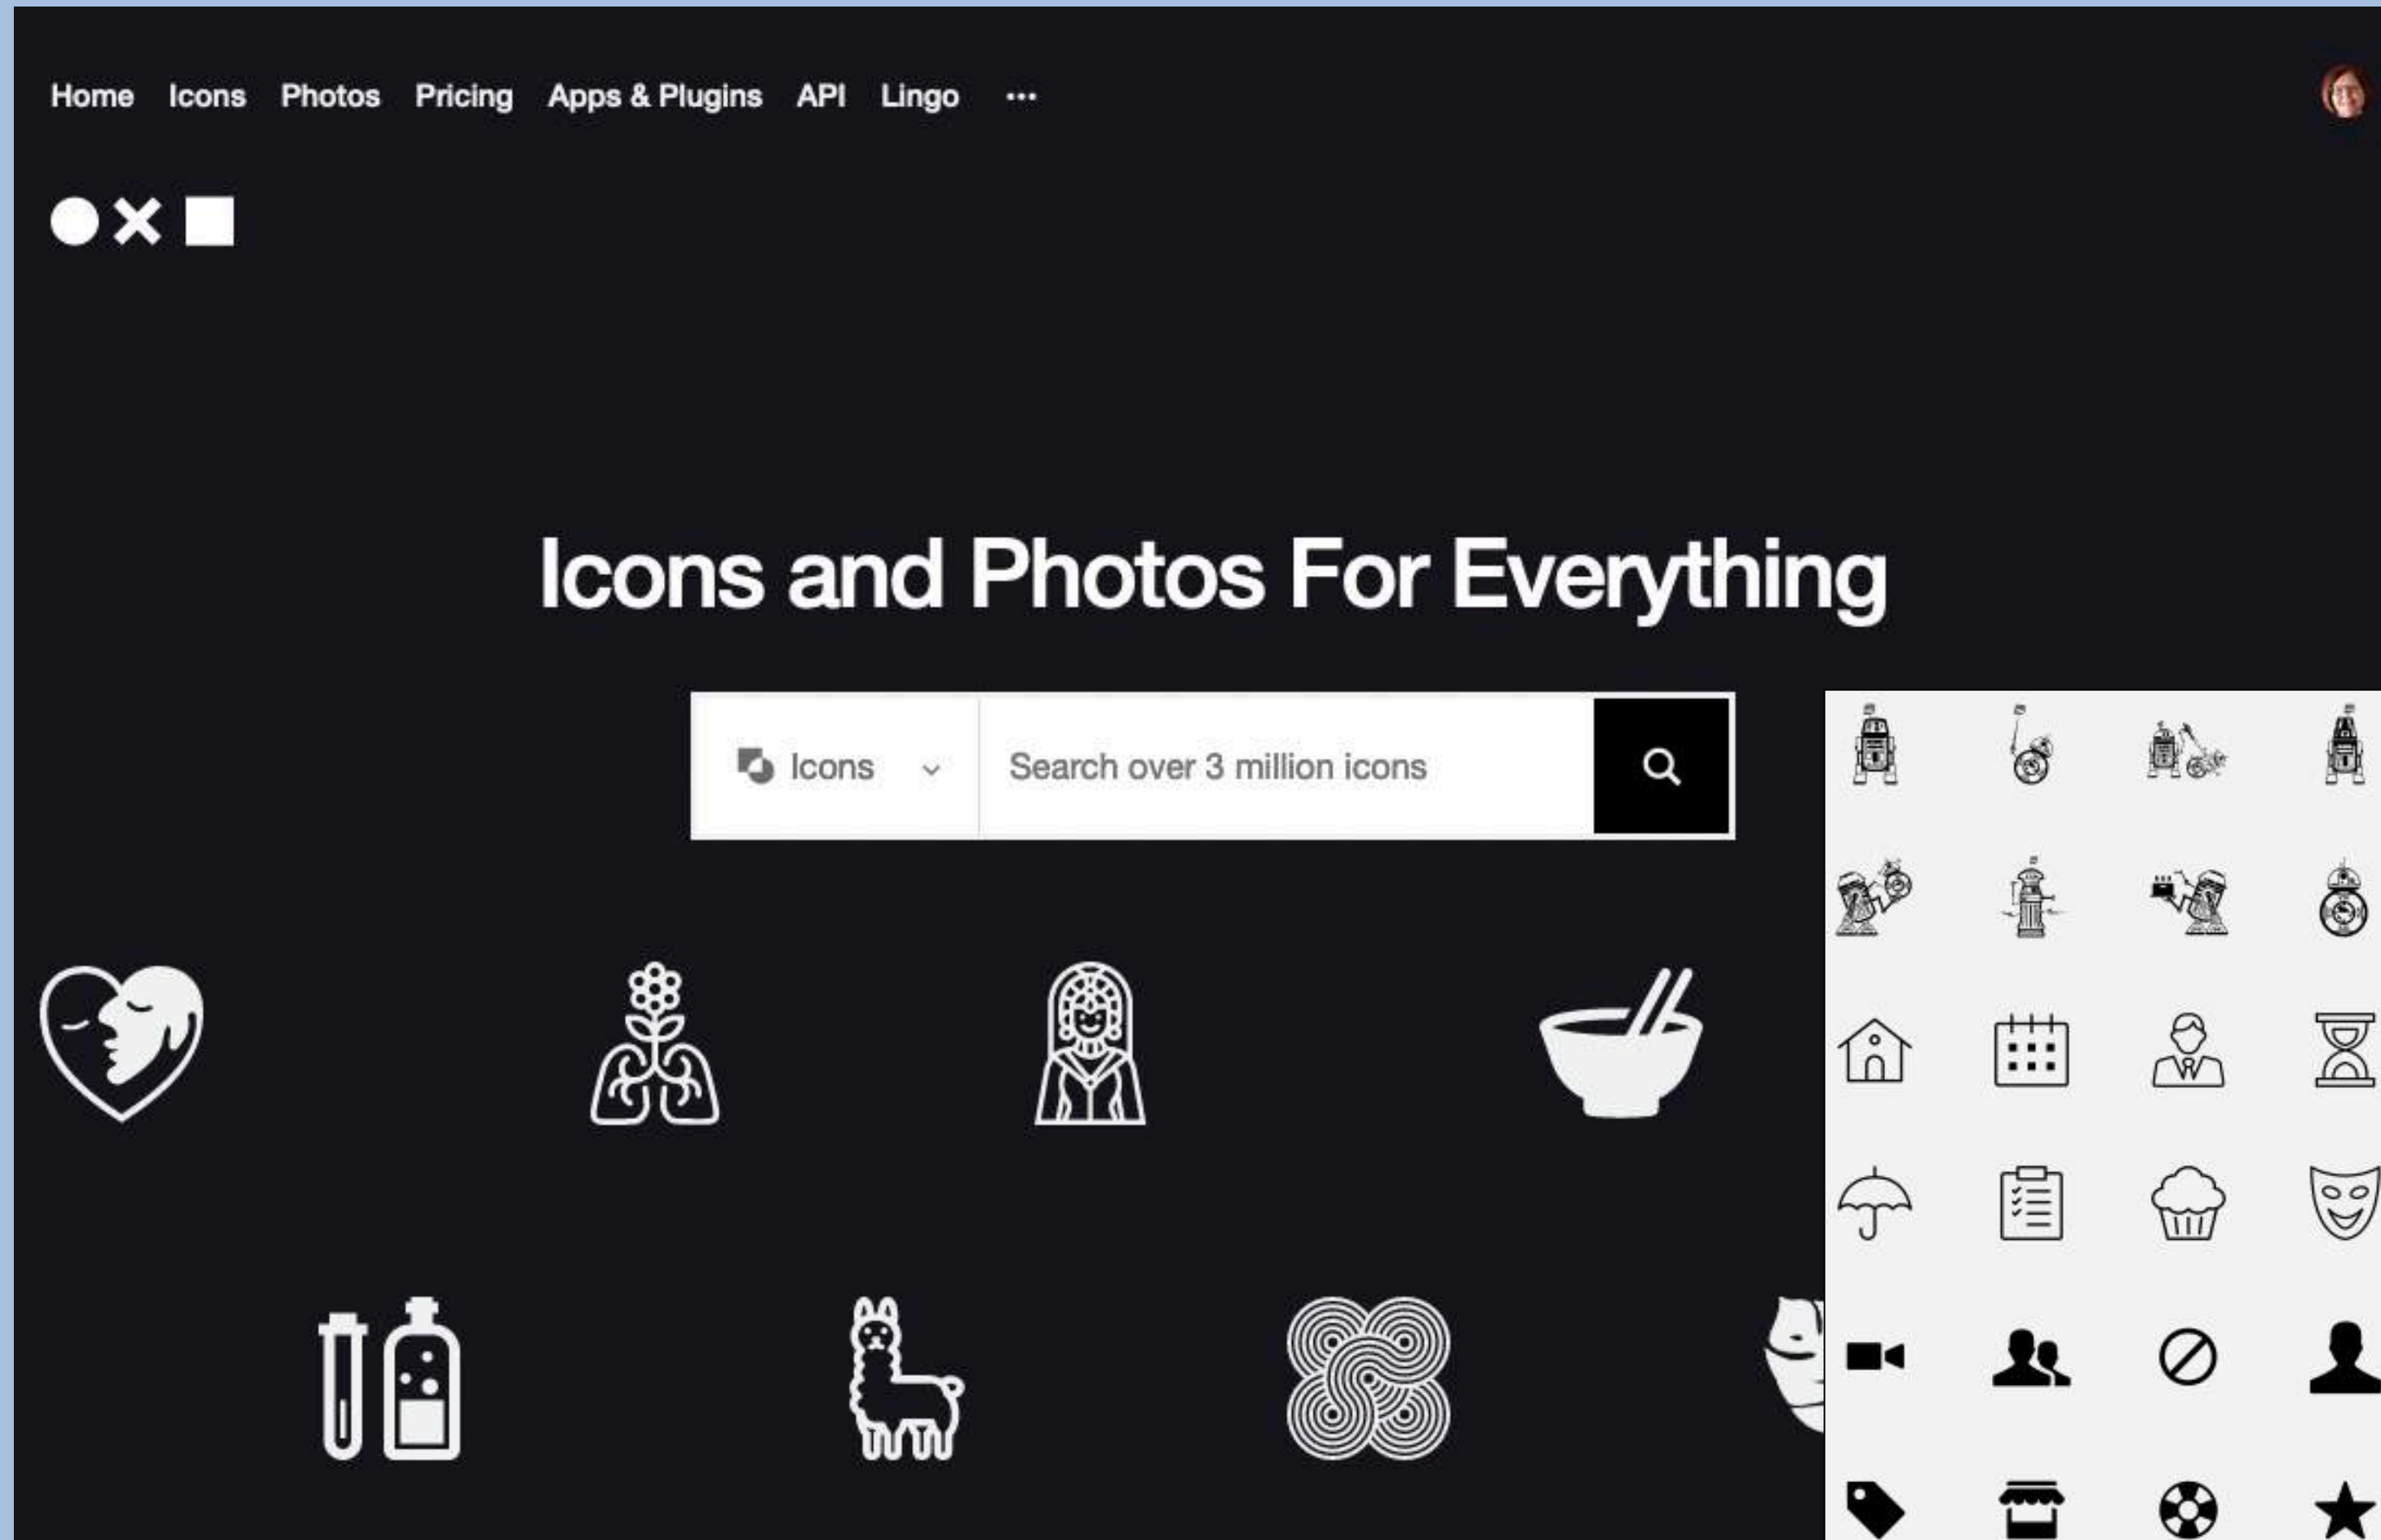 Home Icons Photos Pricing Apps & Plugins API Lingo •••
Icons and Photos For Everything
Icons
Search over 3 million icons